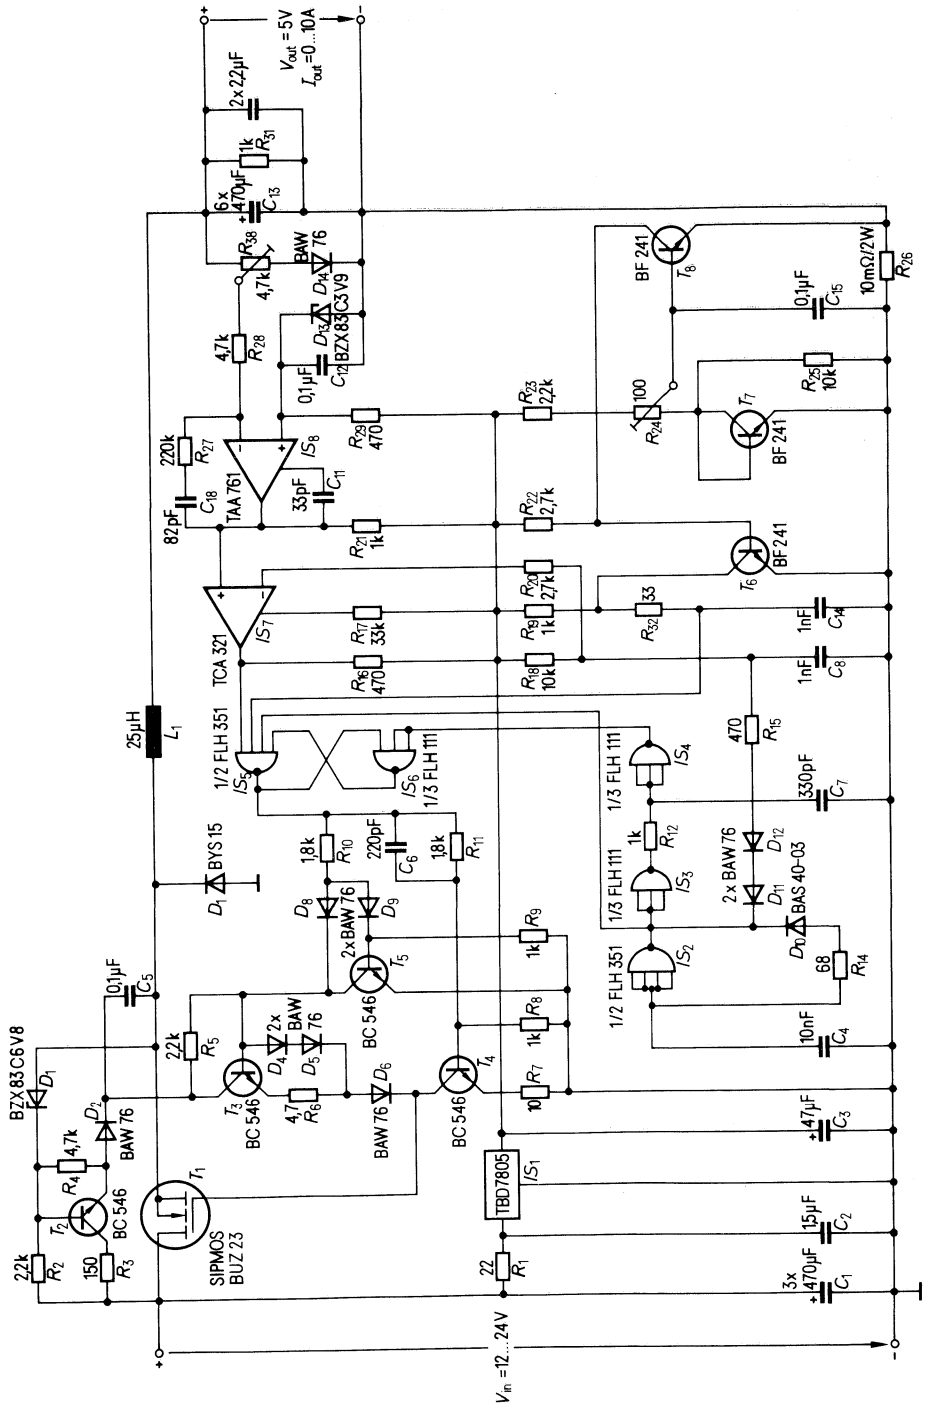 BZX83C6V8
D1
2,2k
R2
4,7k
R4
D2
BAW 76
T2
BC 546
150
R3
SIPMOS
BUZ 23
T1
0,1µF
C5
2,2k
R5
T3
BC 546
D4
2x
BAW
76
D5
4,7
R6
D6
BAW 76
T4
BC 546
BC 546
T5
D8
2x BAW 76
D9
1,8k
R10
220pF
C6
1,8k
R11
10
R7
1k
R8
1k
R9
D1
BYS 15
25µH
L1
1/2 FLH 351
IS5
IS6
1/3 FLH 111
TCA 321
IS7
TAA 761
IS8
82pF
C18
220k
R27
33pF
C11
4,7k
R28
0,1µF
C12
D13
BZX83C3V9
D14
BAW
76
R38
4,7k
6x
470µF
+
C13
1k
R31
2x 2,2µF
+
-
Vout = 5V
Iout = 0...10A
R16
470
R17
33k
R21
1k
R29
470
R18
10k
R19
1k
R20
2,7k
R22
2,7k
R23
2,2k
100
R24
R32
33
T6
BF 241
T7
BF 241
BF 241
T8
R25
10k
0,1µF
C15
10mΩ/2W
R26
1nF
C14
1nF
C8
470
R15
330pF
C7
1/3 FLH 111
IS4
1k
R12
1/3 FLH 111
IS3
1/2 FLH 351
IS2
2x BAW 76
D11
D12
D10
BAS 40-03
68
R14
10nF
C4
47µF
+
C3
TBD7805
IS1
1,5µF
C2
22
R1
3x
470µF
+
C1
+
-
Vin = 12...24V